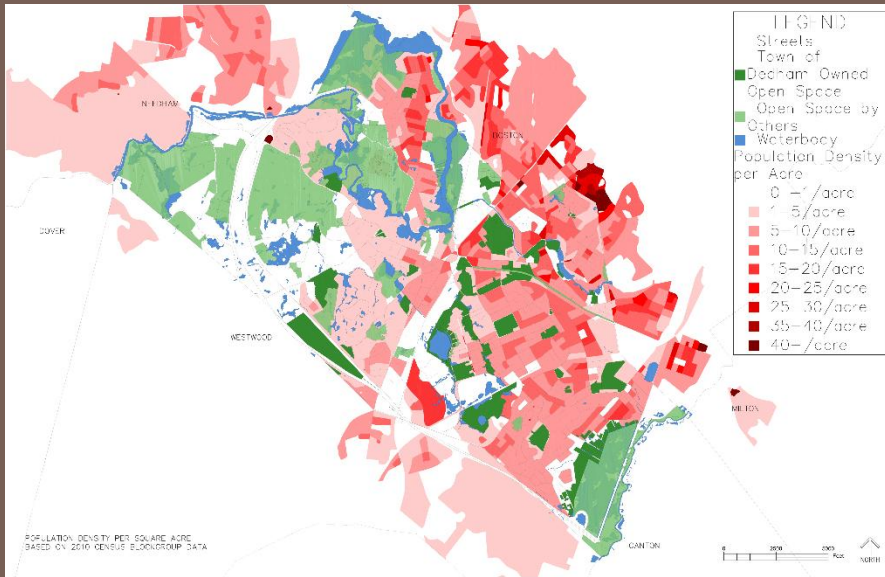 LEGEND
Streets
Town of
Dedham Owned
Open Space
Open Space by
Others
Waterbody
Population Density
per Acre
0 -1/acre
1-5/acre
5-10/acre
10-15/acre
15-20/acre
20-25/acre
25-30/acre
35-40/acre
40-/acre
NEEDHAM
BOSTON
DOVER
WESTWOOD
MILTON
CANTON
POPULATION DENSITY PER SQUARE ACRE
BASED ON 2010 CENSUS BLOCKGROUP DATA
Feet
NORTH